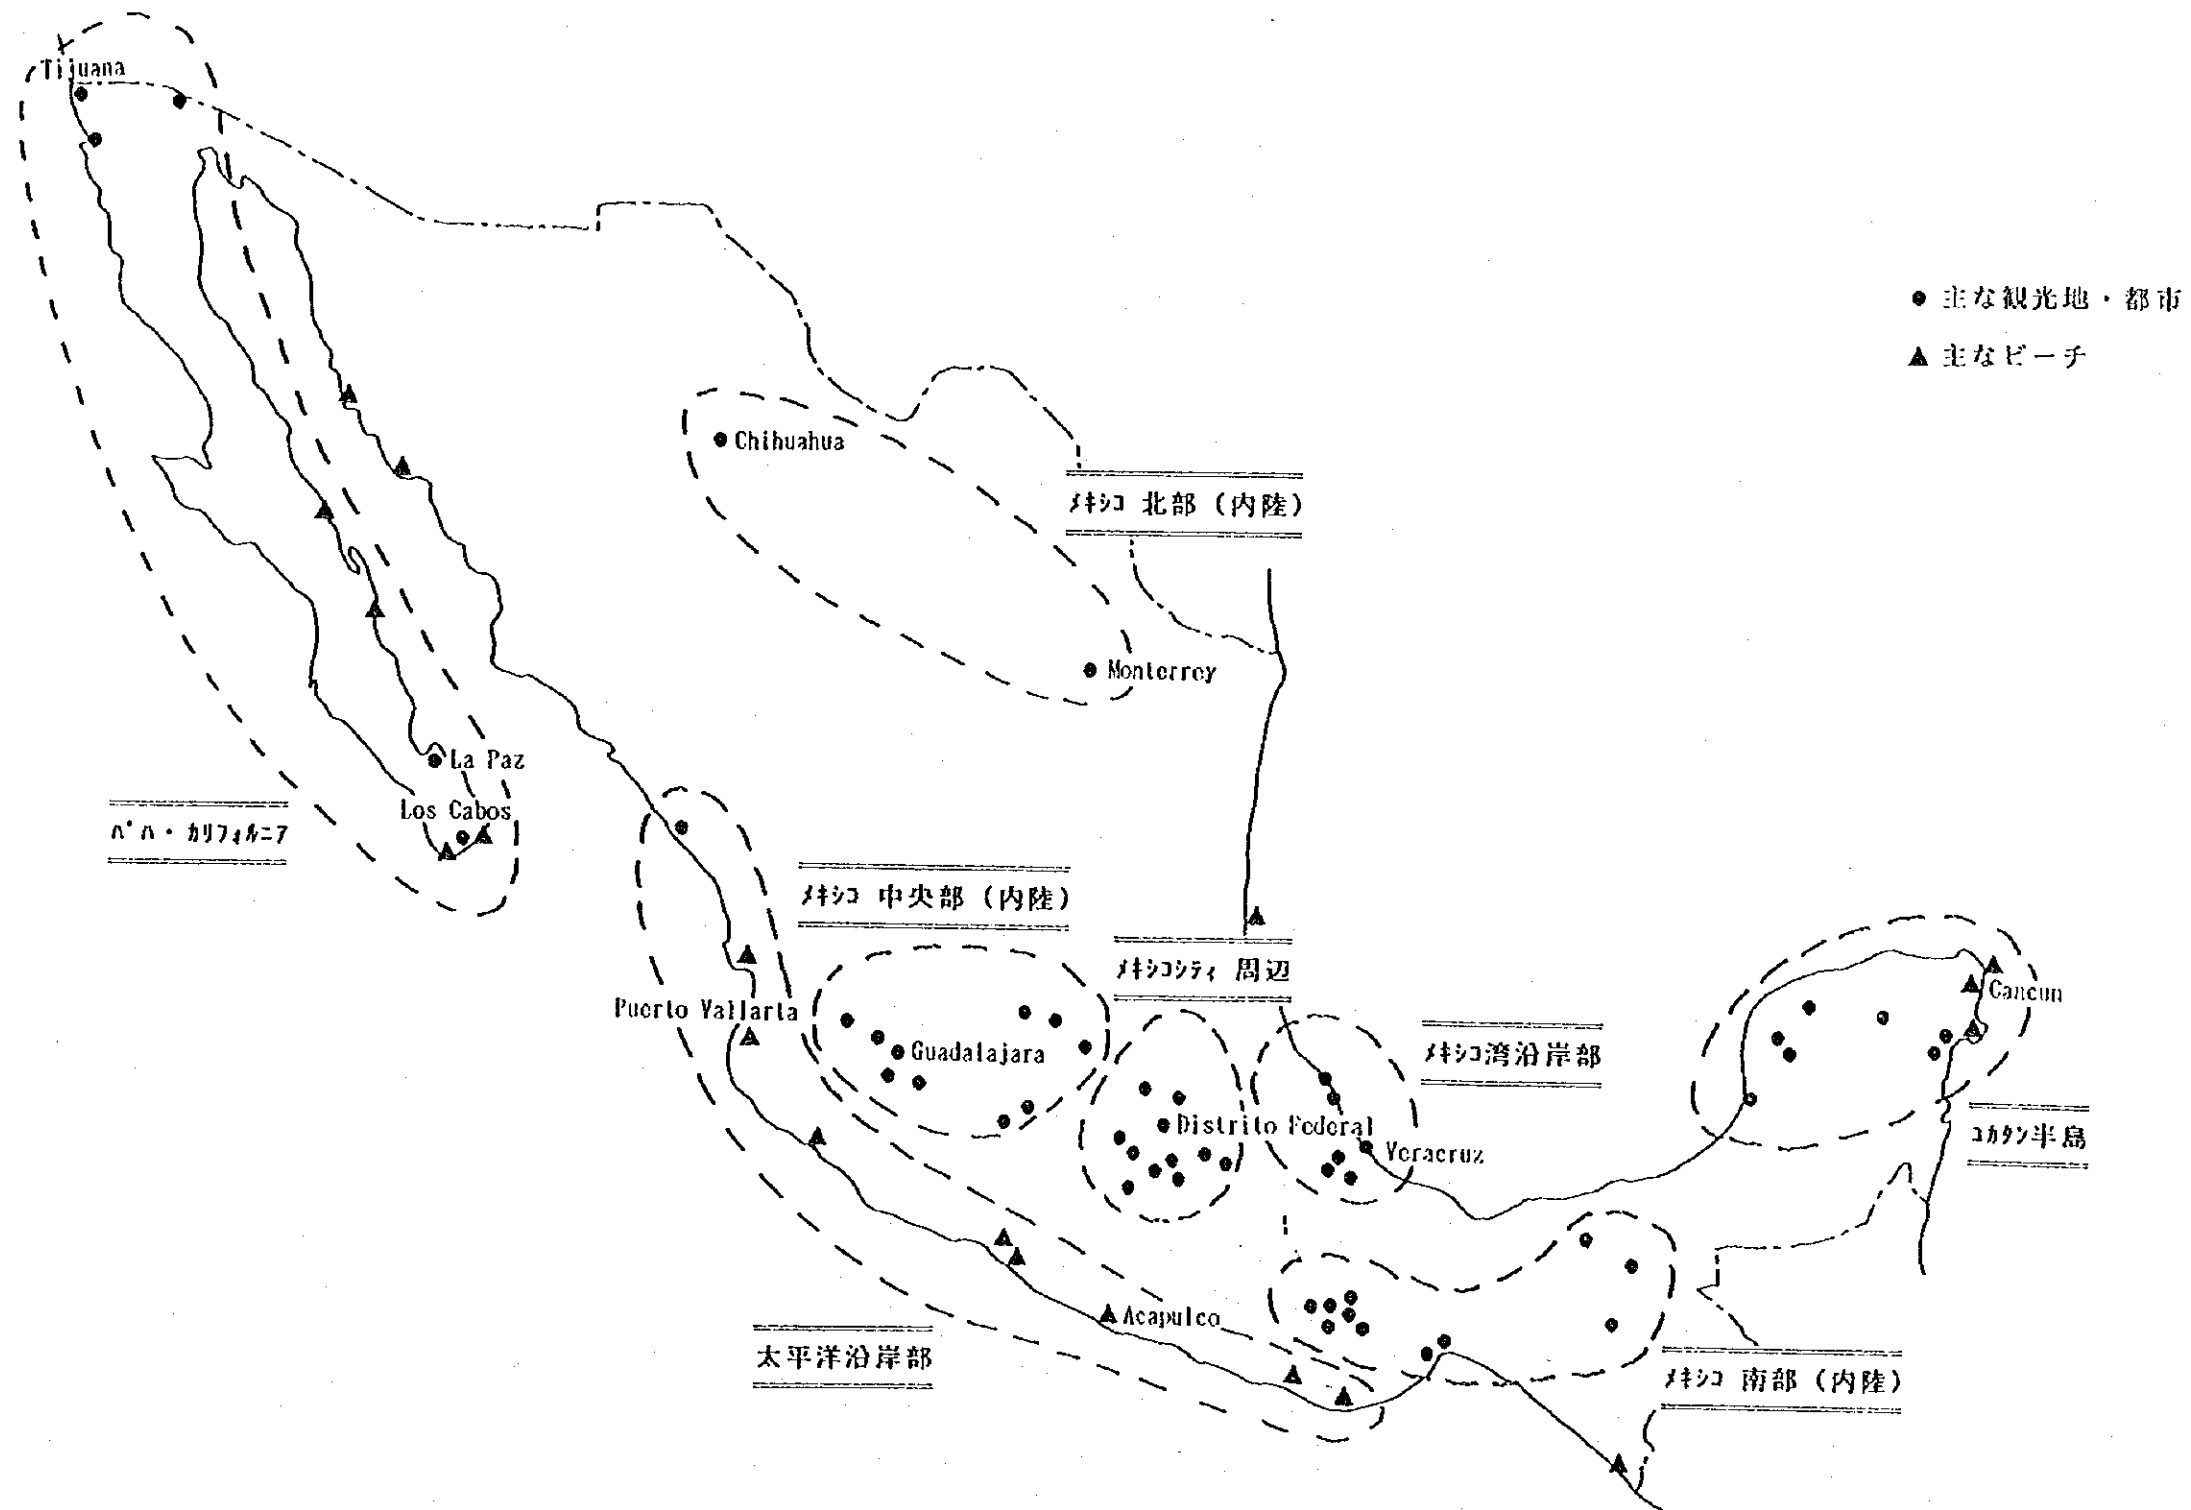 Tijuana
● 主な観光地・都市
▲ 主なビーチ
Chihuahua
ﾒｷｼｺ 北部（内陸）
Monterrey
La Paz
Los Cabos
ﾊﾞﾊ・ｶﾘﾌｫﾙﾆｱ
ﾒｷｼｺ 中央部（内陸）
ﾒｷｼｺｼﾃｨ 周辺
Cancun
Puerto Vallarta
Guadalajara
ﾒｷｼｺ湾沿岸部
Distrito Federal
Veracruz
ﾕｶﾀﾝ半島
Acapulco
太平洋沿岸部
ﾒｷｼｺ 南部（内陸）